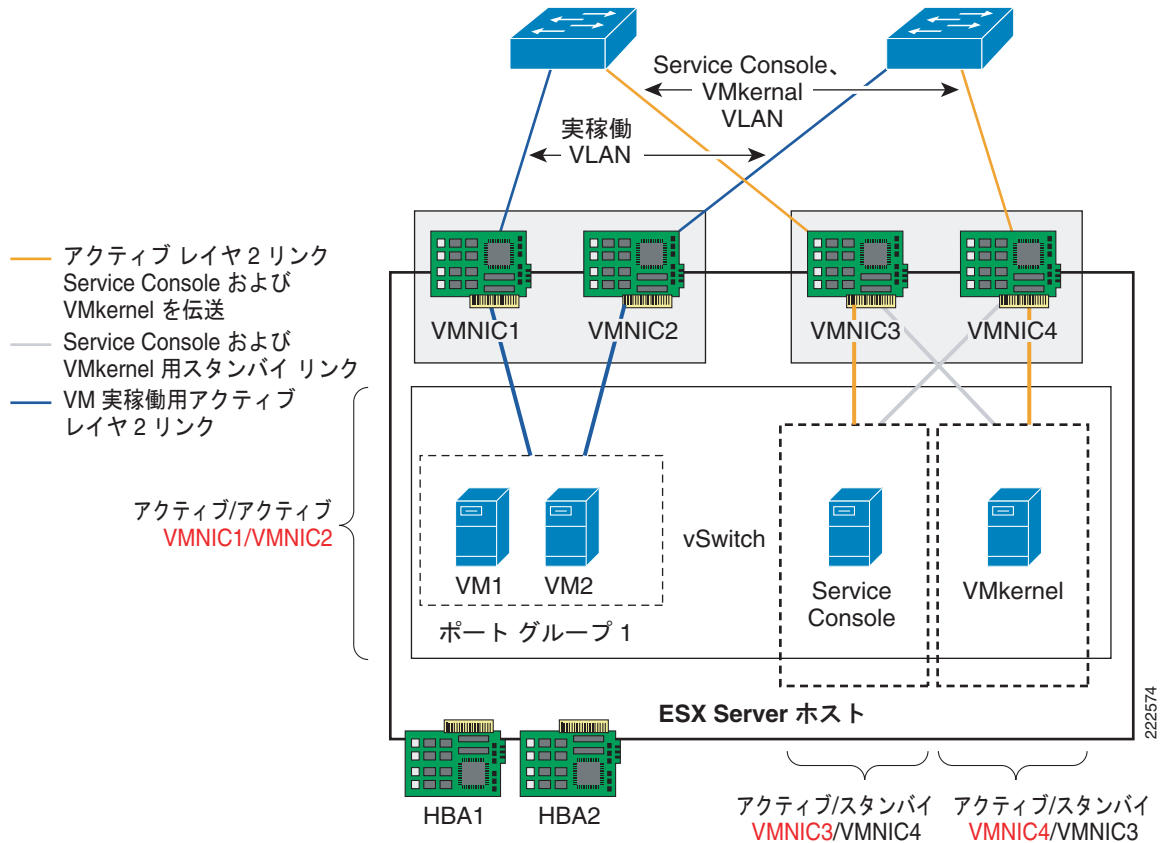 Service Console、
VMkernal
VLAN
実稼働
VLAN
アクティブ レイヤ 2 リンク
Service Console および
VMkernel を伝送
Service Console および
VMkernel 用スタンバイ リンク
VM 実稼働用アクティブ
レイヤ 2 リンク
VMNIC1
VMNIC2
VMNIC3
VMNIC4
アクティブ/アクティブ
VMNIC1/VMNIC2
VM1
VM2
ポート グループ 1
vSwitch
Service
Console
VMkernel
ESX Server ホスト
222574
HBA1
HBA2
アクティブ/スタンバイ
VMNIC3/VMNIC4
アクティブ/スタンバイ
VMNIC4/VMNIC3